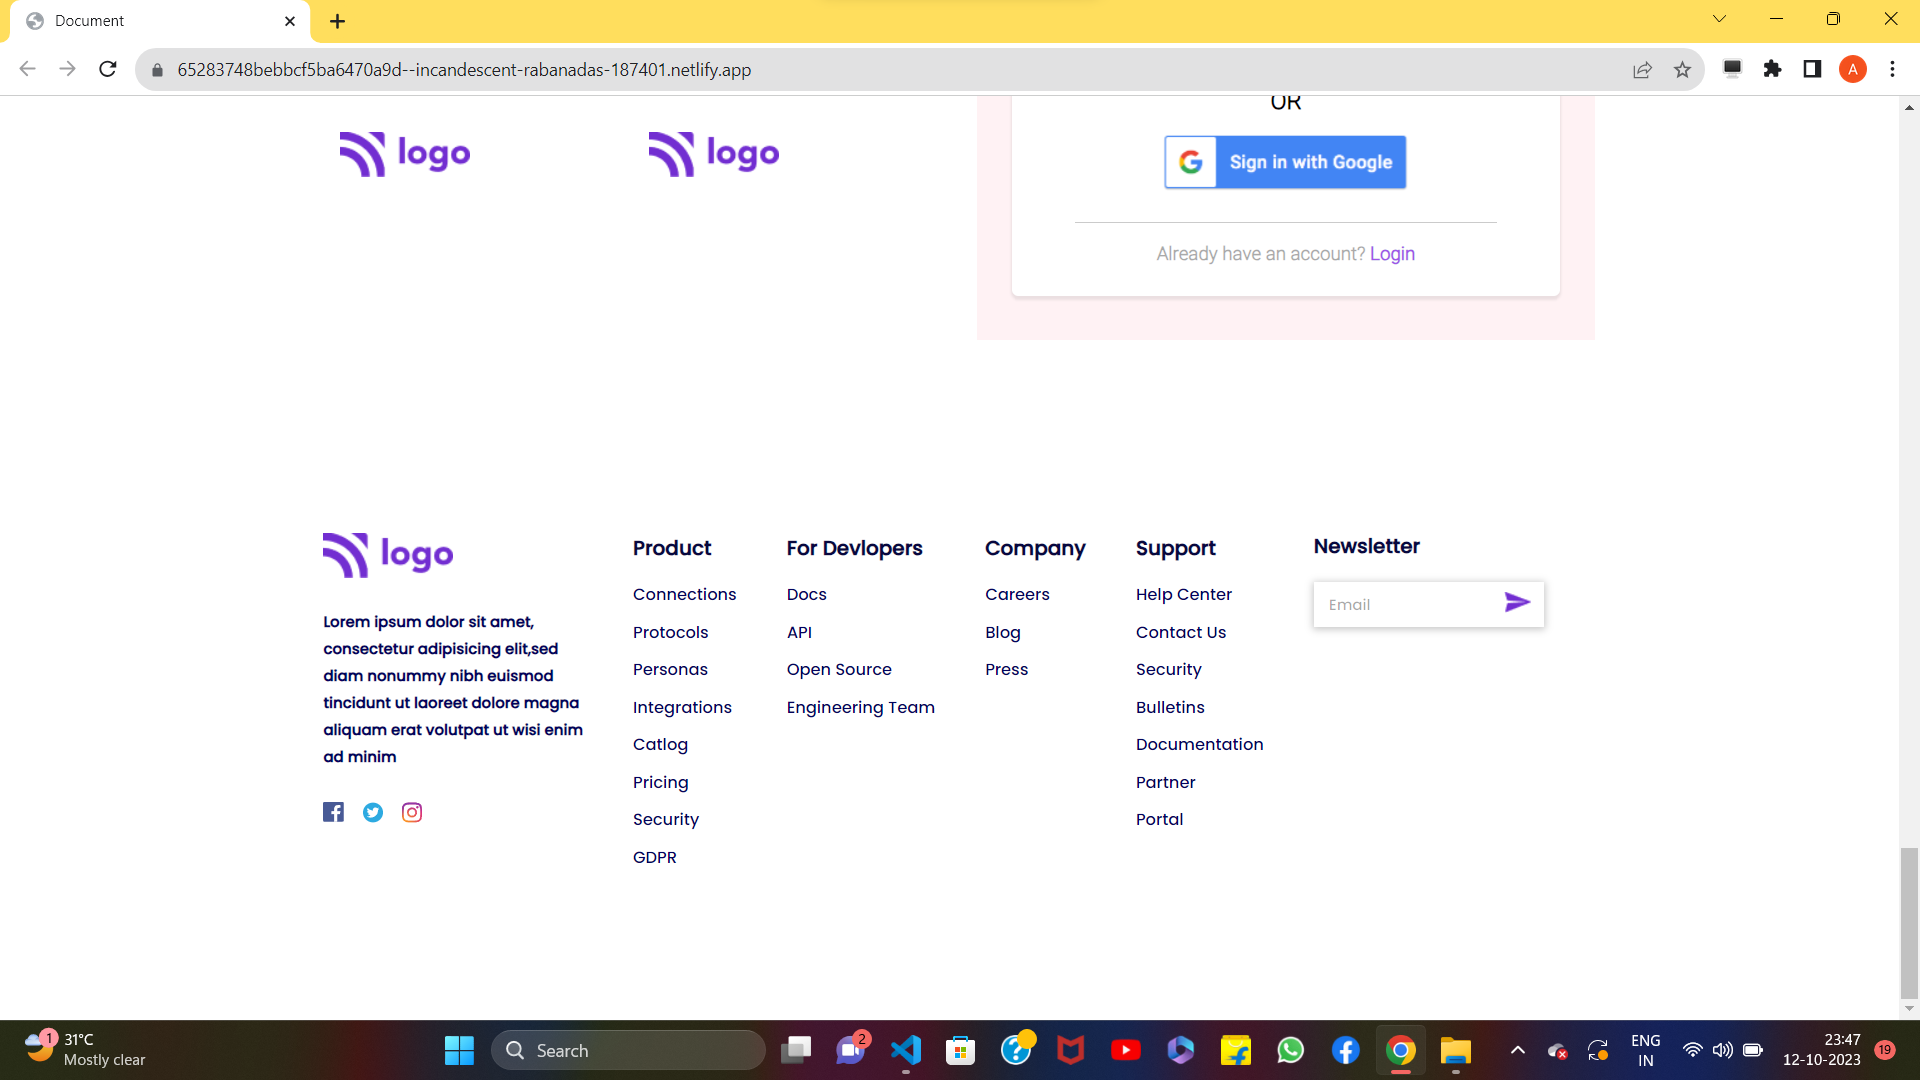 Document
65283748bebbcf5ba6470a9d--incandescent-rabanadas-187401.netlify.app
A
OR
logo
logo
Sign in with Google
Already have an account? Login
logo
Lorem ipsum dolor sit amet,
consectetur adipisicing elit,sed
diam nonummy nibh euismod
tincidunt ut laoreet dolore magna
aliquam erat volutpat ut wisi enim
ad minim
Product
Connections
Protocols
Personas
Integrations
Catlog
Pricing
Security
GDPR
For Devlopers
Docs
API
Open Source
Engineering Team
Company
Careers
Blog
Press
Support
Help Center
Contact Us
Security
Bulletins
Documentation
Partner
Portal
Newsletter
Email
1
31°C
Mostly clear
Search
2
ENG
IN
23:47
12-10-2023
19